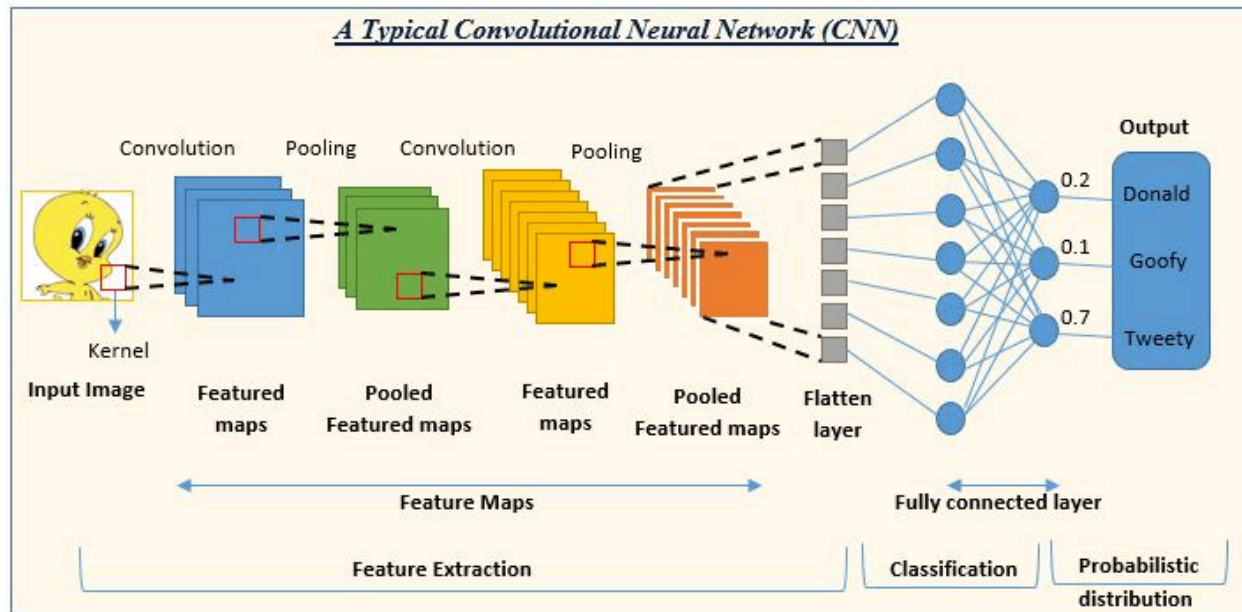 A Typical Convolutional Neural Network (CNN)
Convolution
Pooling
Convolution
Pooling
Output
0.2
Donald
0.1
Goofy
0.7
Tweety
Kernel
Input Image
Featured
maps
Pooled
Featured maps
Featured
maps
Pooled
Featured maps
Flatten
layer
Feature Maps
Fully connected layer
Feature Extraction
Classification
Probabilistic
distribution